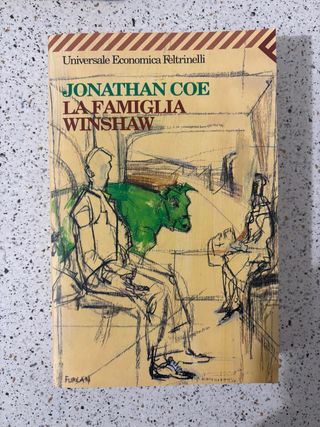 Universale Economica Feltrinelli
JONATHAN COE
LA FAMIGLIA
WINSHAW
FURLAN